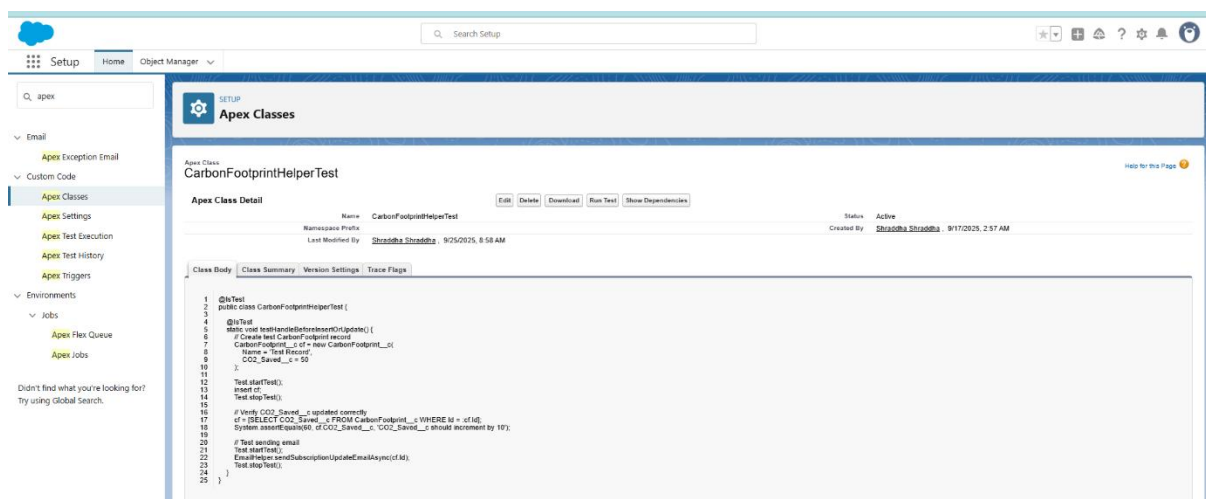 Search Setup
Setup
Home
Object Manager
apex
Email
Apex Exception Email
Custom Code
Apex Classes
Apex Settings
Apex Test Execution
Apex Test History
Apex Triggers
Environments
Jobs
Apex Flex Queue
Apex Jobs
Didn't find what you're looking for?
Try using Global Search.
SETUP
Apex Classes
Apex Class
CarbonFootprintHelperTest
Help for this Page
Apex Class Detail
Edit Delete Download Run Test Show Dependencies
Name CarbonFootprintHelperTest Status Active
Namespace Prefix Created By Shraddha Shraddha , 9/17/2025, 2:57 AM
Last Modified By Shraddha Shraddha , 9/25/2025, 8:58 AM
Class Body Class Summary Version Settings Trace Flags
1 @IsTest
2 public class CarbonFootprintHelperTest {
3
4 @IsTest
5 static void testHandleBeforeInsertOrUpdate() {
6 // Create test CarbonFootprint record
7 CarbonFootprint__c cf = new CarbonFootprint__c(
8 Name = 'Test Record',
9 CO2_Saved__c = 50
10 );
11
12 Test.startTest();
13 insert cf;
14 Test.stopTest();
15
16 // Verify CO2_Saved__c updated correctly
17 cf = [SELECT CO2_Saved__c FROM CarbonFootprint__c WHERE Id = :cf.Id];
18 System.assertEquals(60, cf.CO2_Saved__c, 'CO2_Saved__c should increment by 10');
19
20 // Test sending email
21 Test.startTest();
22 EmailHelper.sendSubscriptionUpdateEmailAsync(cf.Id);
23 Test.stopTest();
24 }
25 }